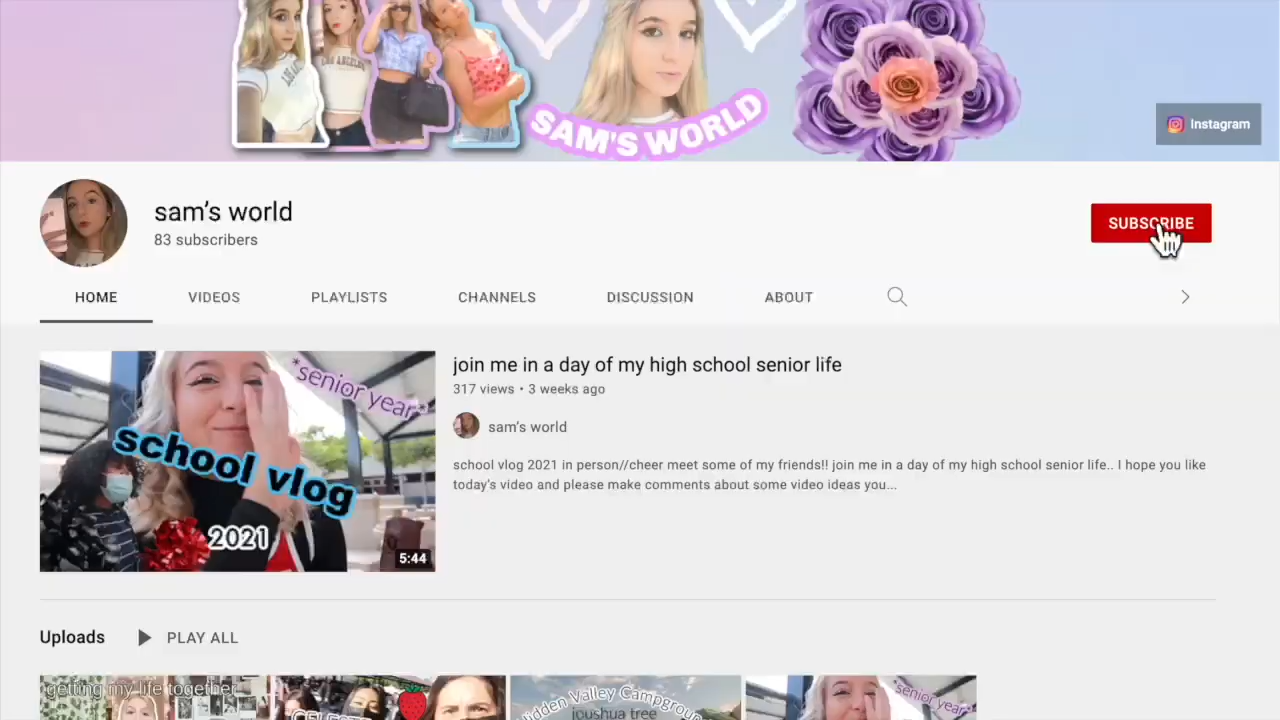 SAM'S WORLD
Instagram
sam’s world
83 subscribers
SUBSCRIBE
HOME VIDEOS PLAYLISTS CHANNELS DISCUSSION ABOUT
*senior year*
school vlog
2021
5:44
join me in a day of my high school senior life
317 views • 3 weeks ago
sam’s world
school vlog 2021 in person//cheer meet some of my friends!! join me in a day of my high school senior life.. I hope you like
today's video and please make comments about some video ideas you...
Uploads PLAY ALL
getting my life together
Hidden Valley Campground
joushua tree
*senior year*